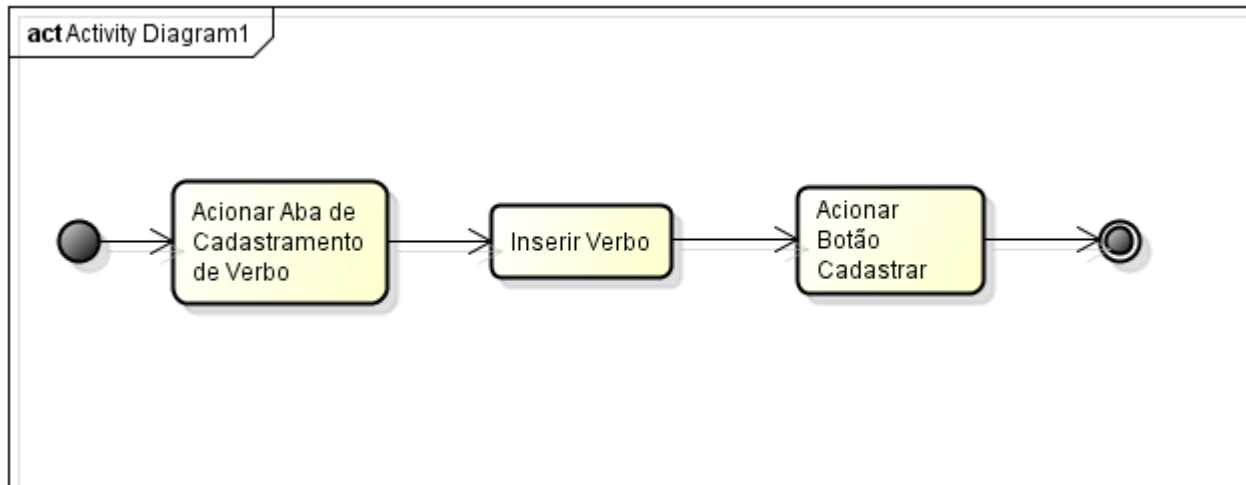 act Activity Diagram1
Acionar Aba de
Cadastramento
de Verbo
Inserir Verbo
Acionar
Botão
Cadastrar